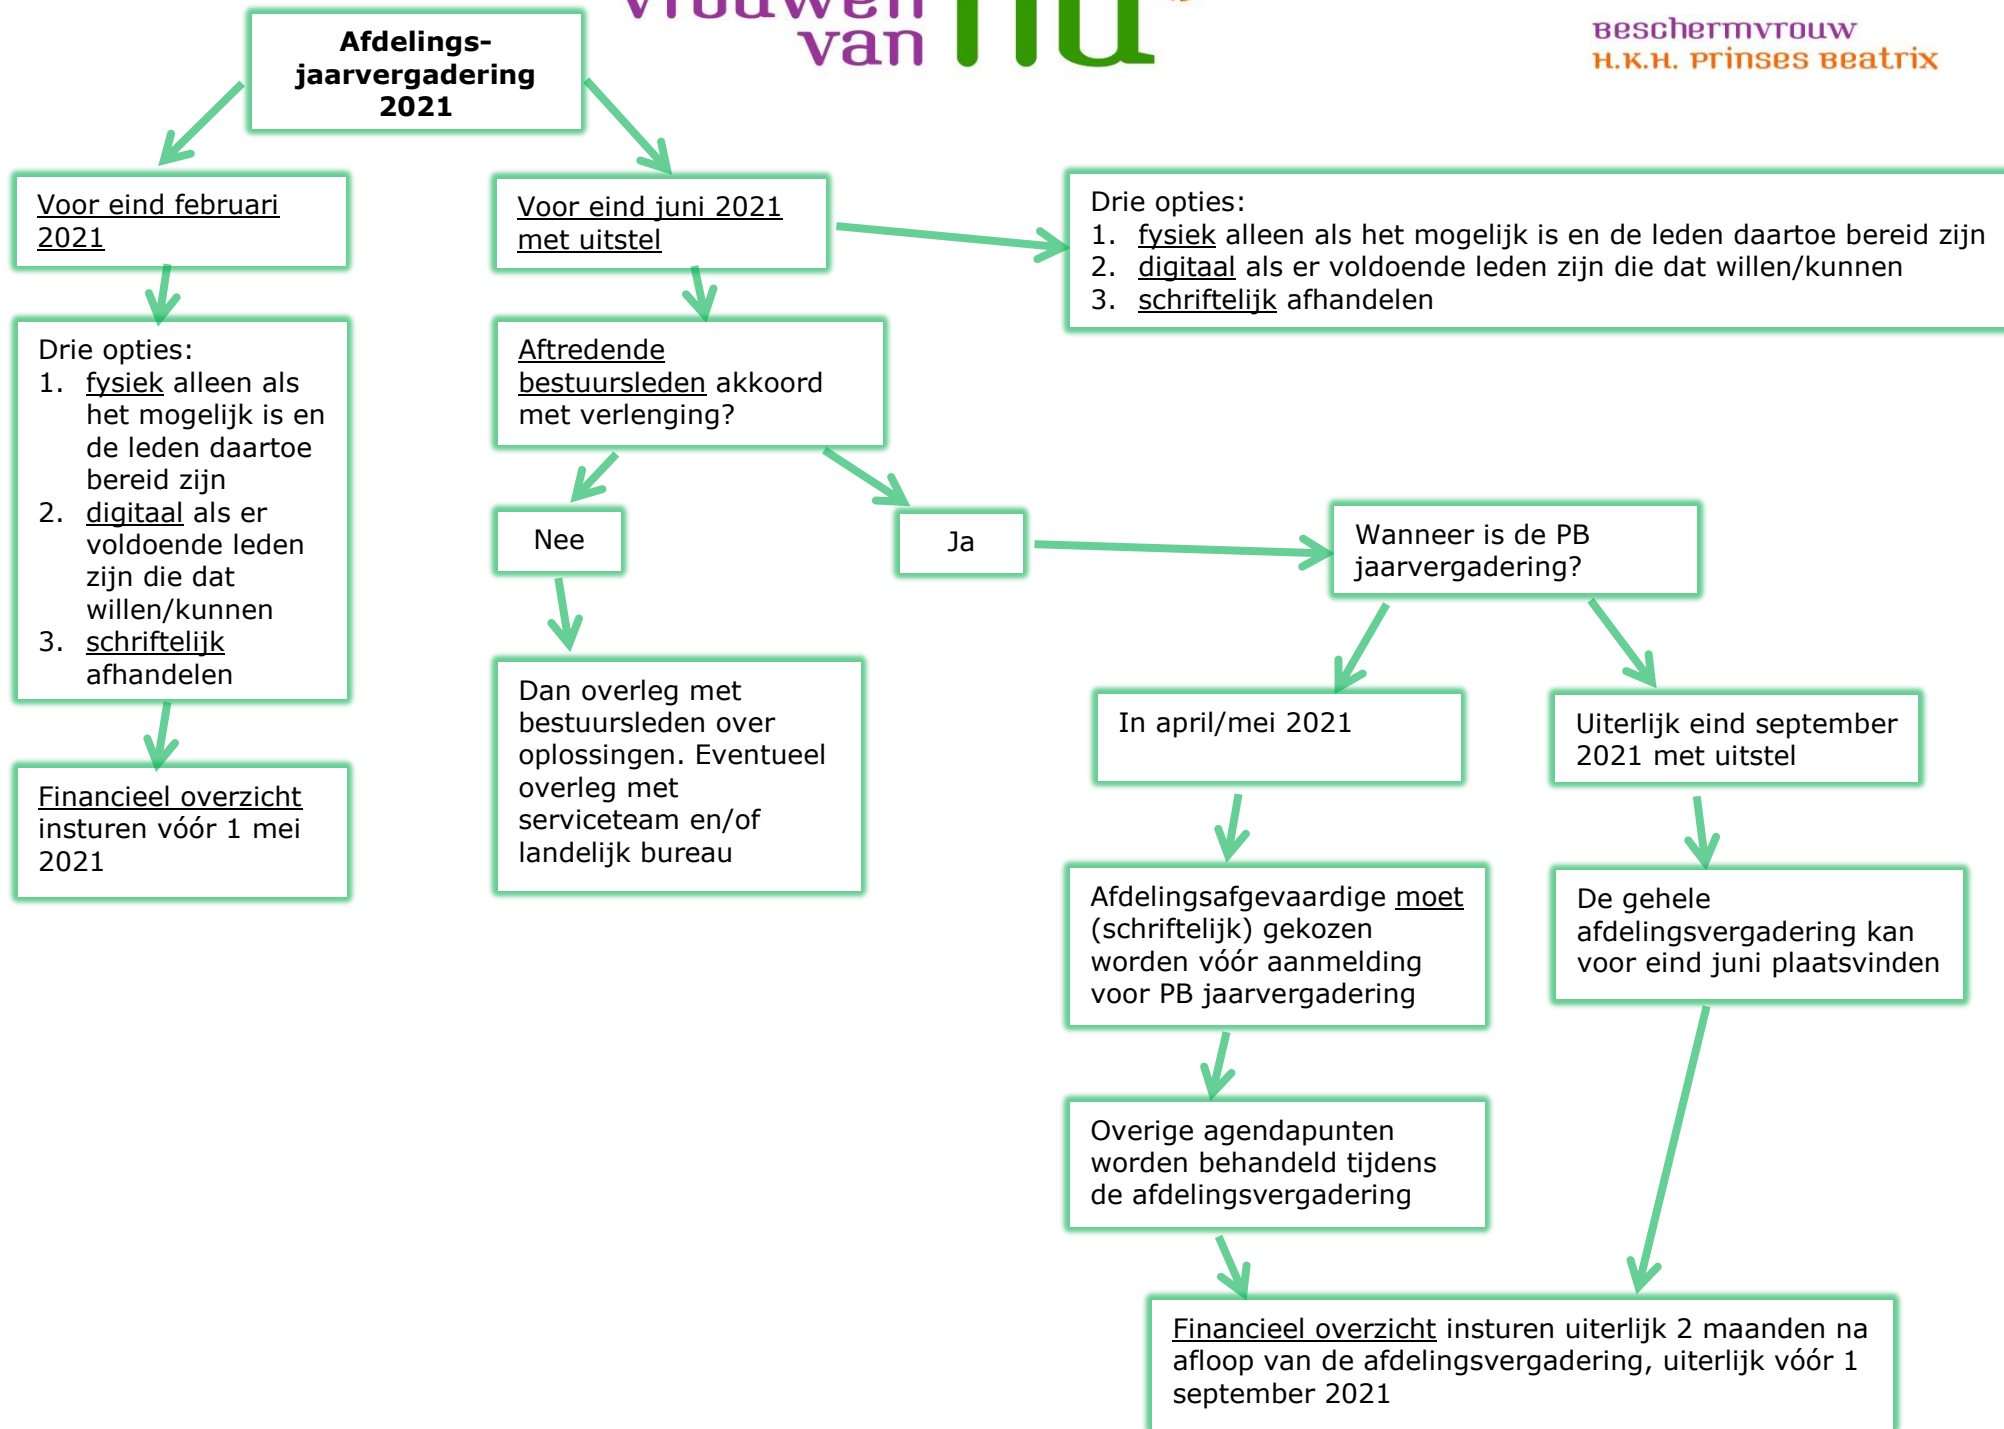 vrouwen
van
nu
Beschermvrouw
H.K.H. Prinses Beatrix
Afdelings-
jaarvergadering
2021
Voor eind februari
2021
Voor eind juni 2021
met uitstel
Drie opties:
1. fysiek alleen als het mogelijk is en de leden daartoe bereid zijn
2. digitaal als er voldoende leden zijn die dat willen/kunnen
3. schriftelijk afhandelen
Drie opties:
1. fysiek alleen als
het mogelijk is en
de leden daartoe
bereid zijn
2. digitaal als er
voldoende leden
zijn die dat
willen/kunnen
3. schriftelijk
afhandelen
Aftredende
bestuursleden akkoord
met verlenging?
Nee
Ja
Wanneer is de PB
jaarvergadering?
Dan overleg met
bestuursleden over
oplossingen. Eventueel
overleg met
serviceteam en/of
landelijk bureau
In april/mei 2021
Uiterlijk eind september
2021 met uitstel
Financieel overzicht
insturen vóór 1 mei
2021
Afdelingsafgevaardige moet
(schriftelijk) gekozen
worden vóór aanmelding
voor PB jaarvergadering
De gehele
afdelingsvergadering kan
voor eind juni plaatsvinden
Overige agendapunten
worden behandeld tijdens
de afdelingsvergadering
Financieel overzicht insturen uiterlijk 2 maanden na
afloop van de afdelingsvergadering, uiterlijk vóór 1
september 2021